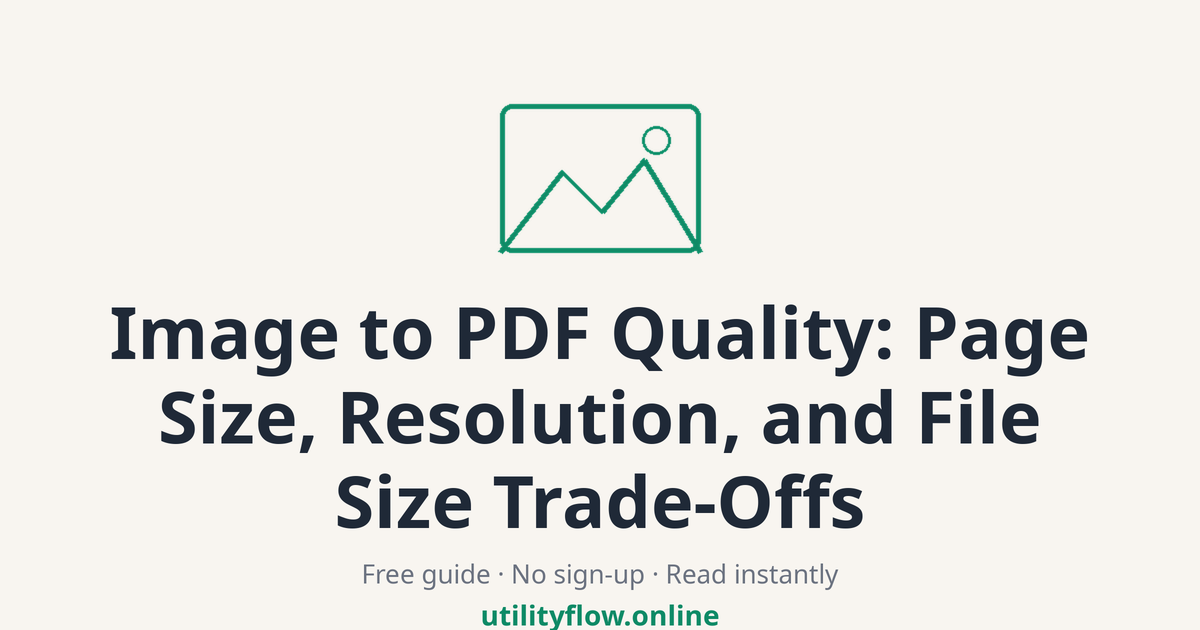 Image to PDF Quality: Page
Size, Resolution, and File
Size Trade-Offs
Free guide · No sign-up · Read instantly
utilityflow.online